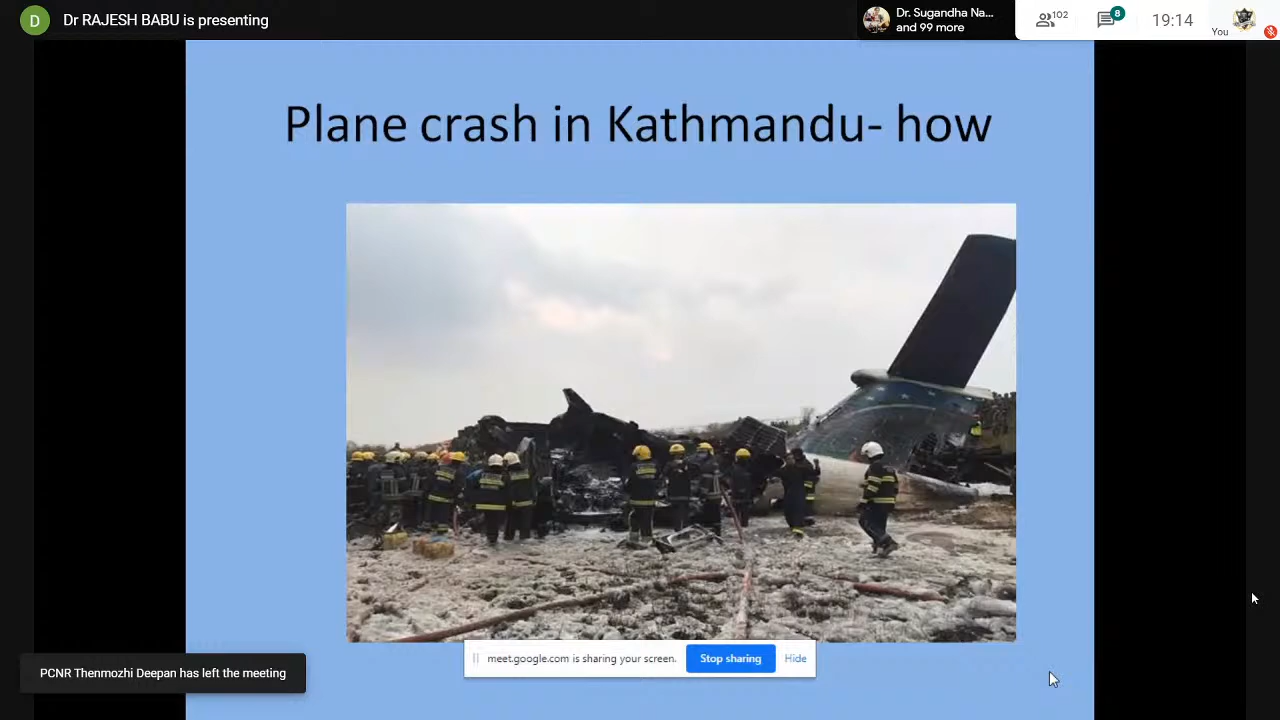 D
Dr RAJESH BABU is presenting
Dr. Sugandha Na...
and 99 more
102
8
19:14
You
Plane crash in Kathmandu- how
meet.google.com is sharing your screen.
Stop sharing
Hide
PCNR Thenmozhi Deepan has left the meeting